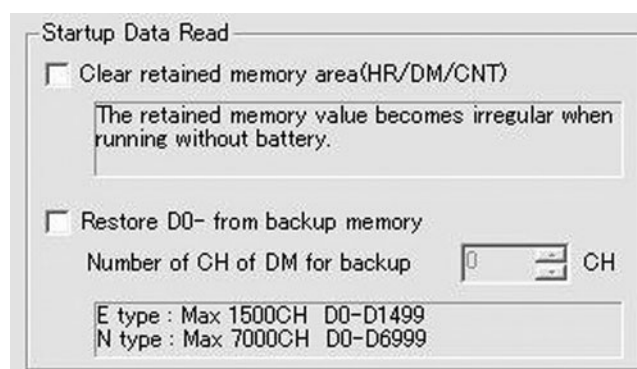 Startup Data Read
Clear retained memory area(HR/DM/CNT)
The retained memory value becomes irregular when
running without battery.
Restore D0- from backup memory
Number of CH of DM for backup 0 CH
E type : Max 1500CH D0-D1499
N type : Max 7000CH D0-D6999